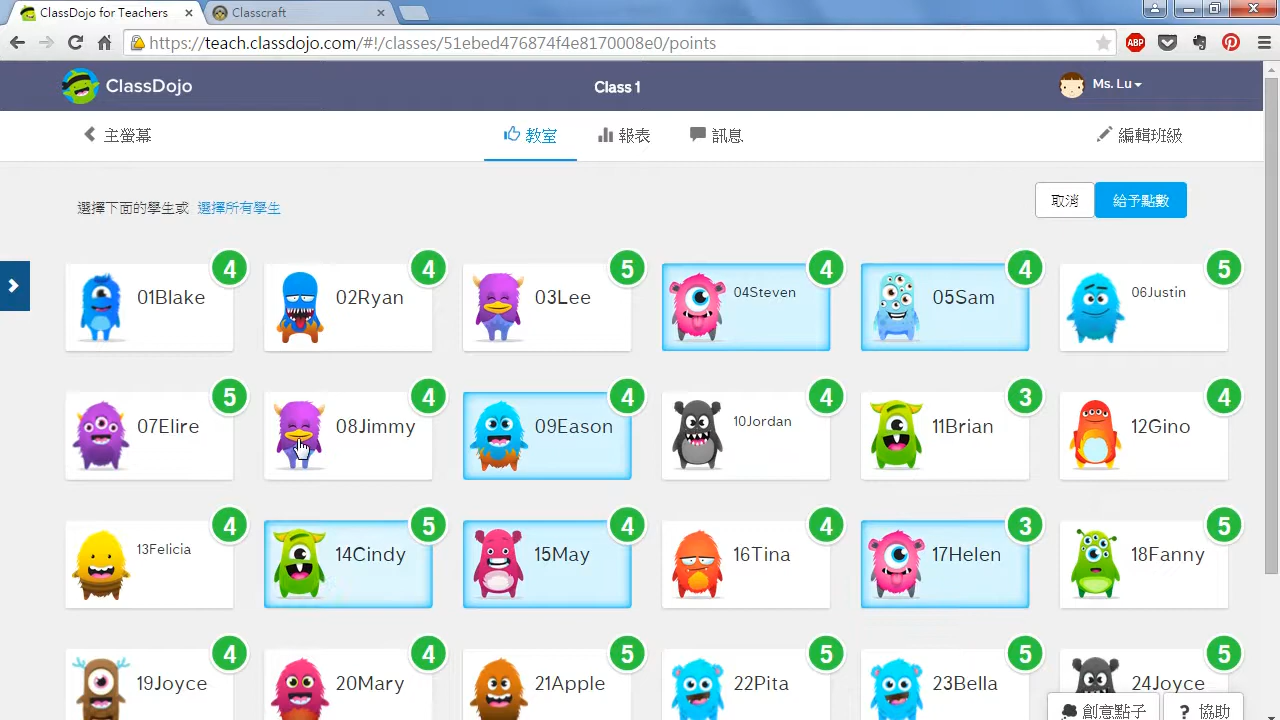 ClassDojo for Teachers
Classcraft
https://teach.classdojo.com/#!/classes/51ebed476874f4e8170008e0/points
ABP
ClassDojo
Class 1
Ms. Lu
主螢幕
教室
報表
訊息
編輯班級
選擇下面的學生或 選擇所有學生
取消
給予點數
4 4 5 4 4 5
01Blake 02Ryan 03Lee 04Steven 05Sam 06Justin
5 4 4 4 3 4
07Elire 08Jimmy 09Eason 10Jordan 11Brian 12Gino
4 5 4 4 3 5
13Felicia 14Cindy 15May 16Tina 17Helen 18Fanny
4 4 5 5 5 5
19Joyce 20Mary 21Apple 22Pita 23Bella 24Joyce
創意點子
? 協助